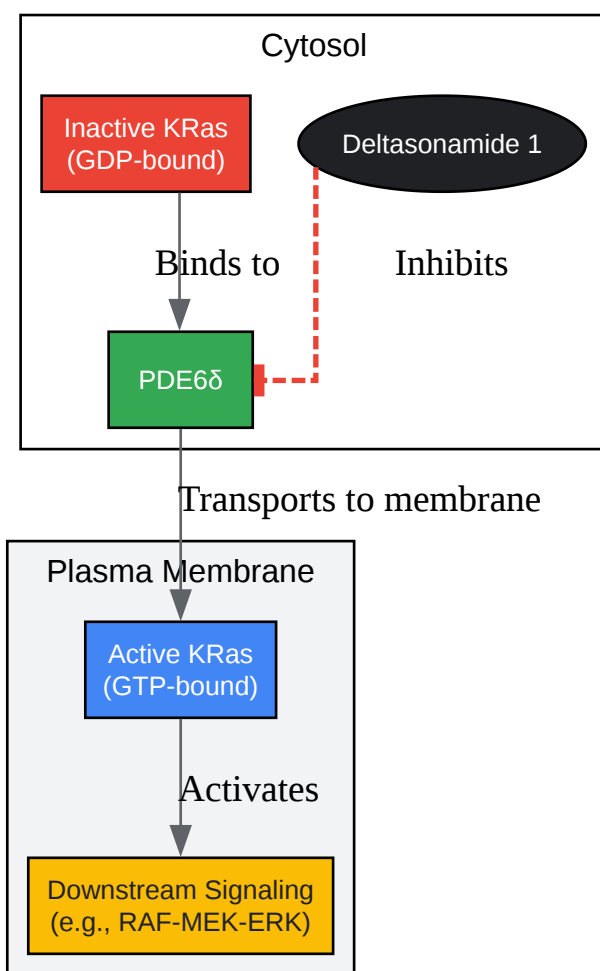 Cytosol
Inactive KRas
(GDP-bound)
Deltasonamide 1
Binds to
Inhibits
PDE6δ
Transports to membrane
Plasma Membrane
Active KRas
(GTP-bound)
Activates
Downstream Signaling
(e.g., RAF-MEK-ERK)